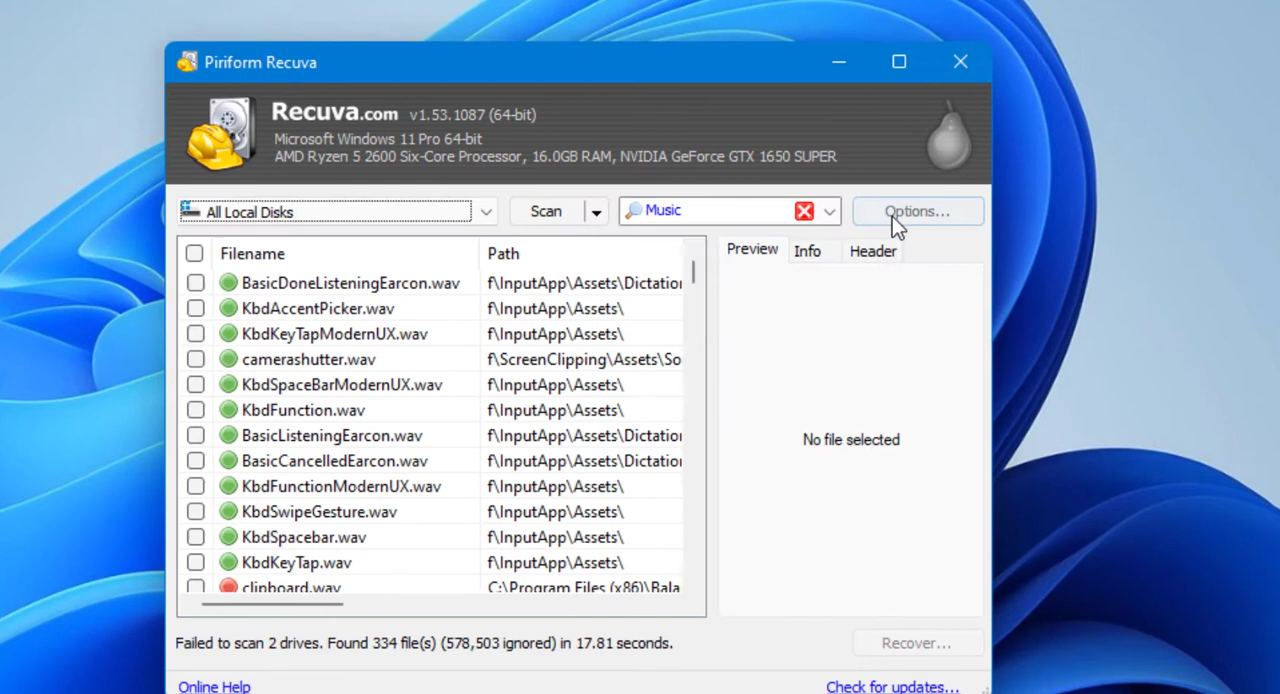 Piriform Recuva
Recuva.com v1.53.1087 (64-bit)
Microsoft Windows 11 Pro 64-bit
AMD Ryzen 5 2600 Six-Core Processor, 16.0GB RAM, NVIDIA GeForce GTX 1650 SUPER
All Local Disks Scan Music Options...
Filename Path
BasicDoneListeningEarcon.wav f\InputApp\Assets\Dictation
KbdAccentPicker.wav f\InputApp\Assets\
KbdKeyTapModernUX.wav f\InputApp\Assets\
camerashutter.wav f\ScreenClipping\Assets\So
KbdSpaceBarModernUX.wav f\InputApp\Assets\
KbdFunction.wav f\InputApp\Assets\
BasicListeningEarcon.wav f\InputApp\Assets\Dictation
BasicCancelledEarcon.wav f\InputApp\Assets\Dictation
KbdFunctionModernUX.wav f\InputApp\Assets\
KbdSwipeGesture.wav f\InputApp\Assets\
KbdSpacebar.wav f\InputApp\Assets\
KbdKeyTap.wav f\InputApp\Assets\
clipboard.wav C:\Program Files (x86)\Bala
Preview Info Header
No file selected
Failed to scan 2 drives. Found 334 file(s) (578,503 ignored) in 17.81 seconds.
Recover...
Online Help Check for updates...